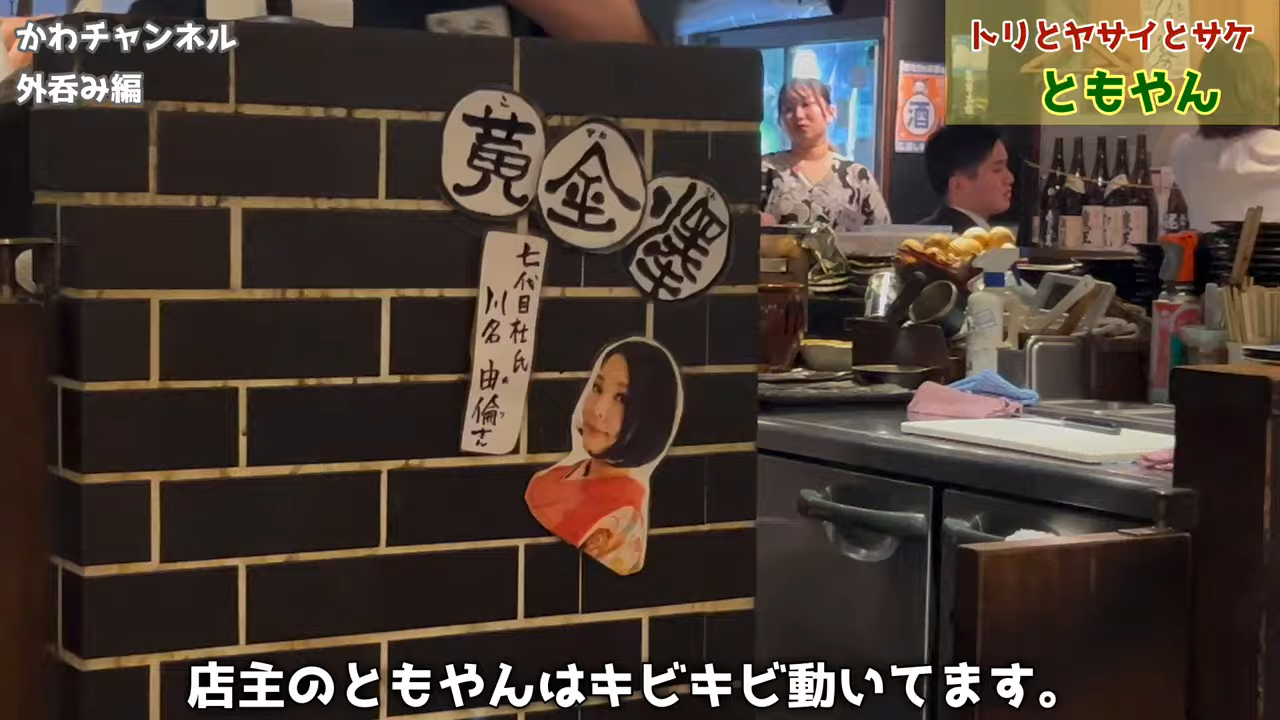 かわチャンネル
外呑み編
トリとヤサイとサケ
ともやん
黄金澤
七代目杜氏
川名 由倫さん
酒
店主のともやんはキビキビ動いてます。